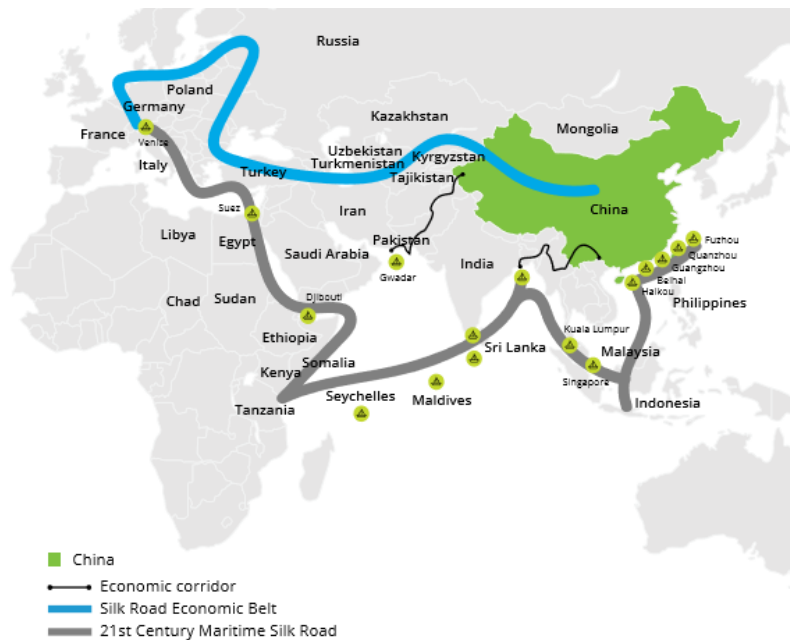 Russia
Poland
Germany
Kazakhstan
France
Mongolia
Venice
Uzbekistan
Kyrgyzstan
Italy
Turkmenistan
Turkey
Tajikistan
China
Suez
Iran
Libya
Egypt
Pakistan
Fuzhou
Saudi Arabia
Quanzhou
India
Guangzhou
Gwadar
Beihai
Haikou
Chad
Sudan
Djibouti
Philippines
Ethiopia
Kuala Lumpur
Sri Lanka
Malaysia
Somalia
Kenya
Singapore
Maldives
Seychelles
Indonesia
Tanzania
China
Economic corridor
Silk Road Economic Belt
21st Century Maritime Silk Road